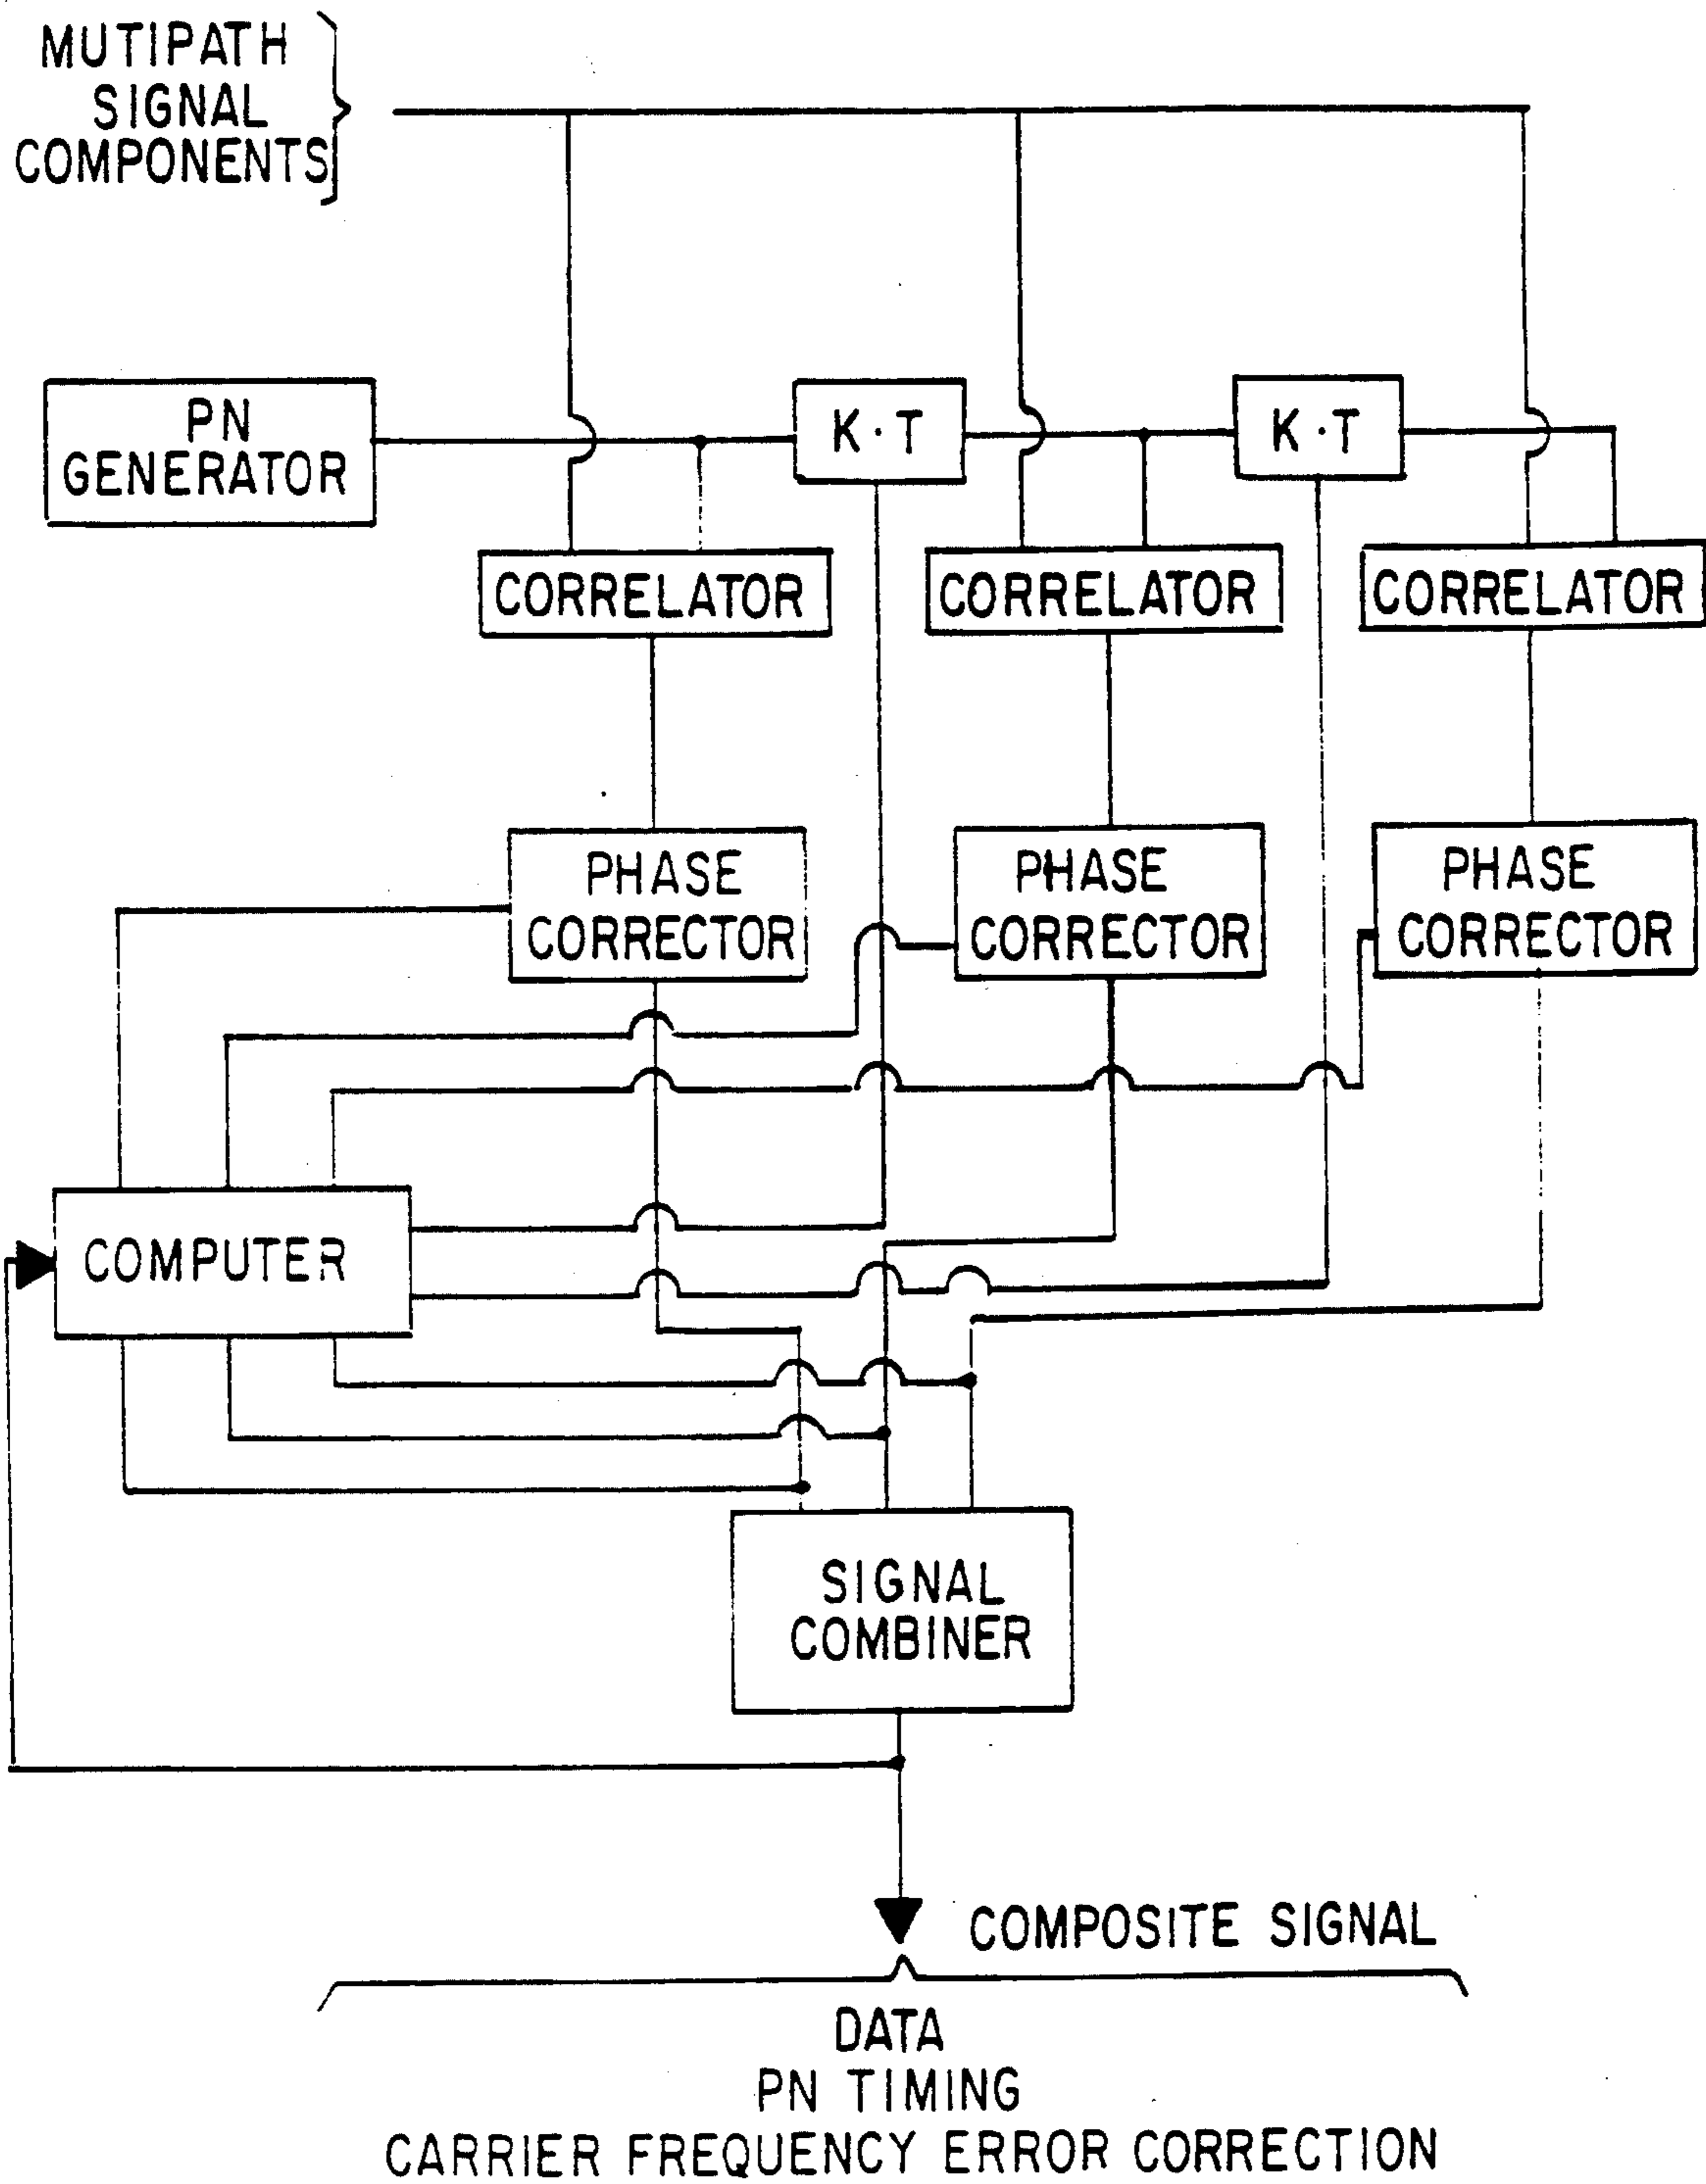 MUTIPATH
SIGNAL
COMPONENTS
PN
GENERATOR
K·T
K·T
CORRELATOR
CORRELATOR
CORRELATOR
PHASE
CORRECTOR
PHASE
CORRECTOR
PHASE
CORRECTOR
COMPUTER
SIGNAL
COMBINER
COMPOSITE SIGNAL
DATA
PN TIMING
CARRIER FREQUENCY ERROR CORRECTION